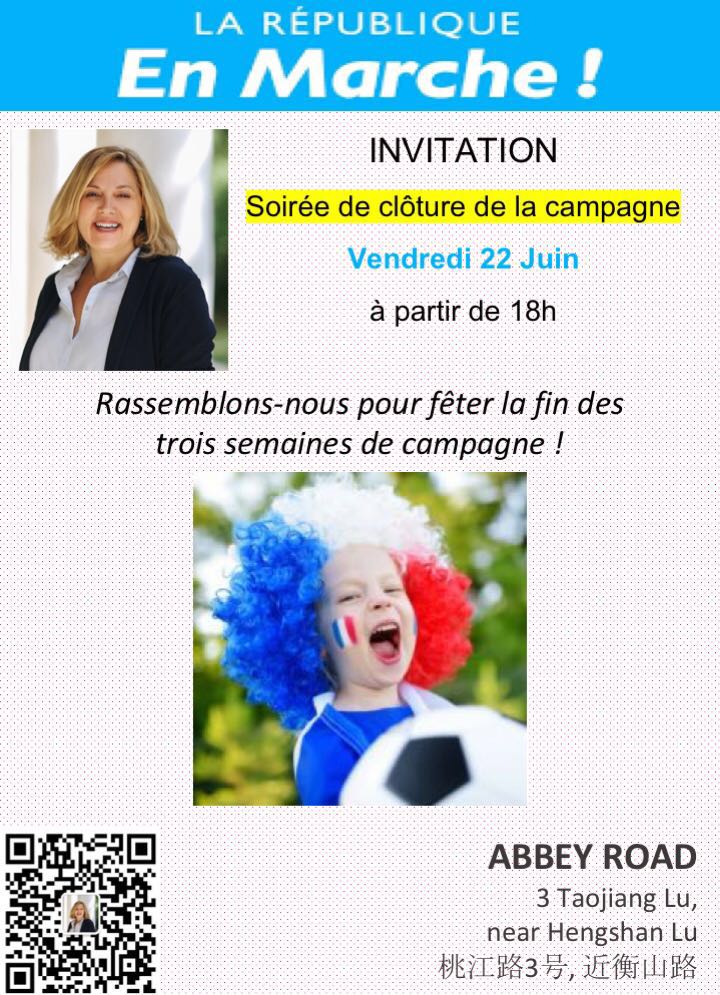 LA RÉPUBLIQUE
En Marche !
INVITATION
Soirée de clôture de la campagne
Vendredi 22 Juin
à partir de 18h
Rassemblons-nous pour fêter la fin des
trois semaines de campagne !
ABBEY ROAD
3 Taojiang Lu,
near Hengshan Lu
桃江路3号, 近衡山路